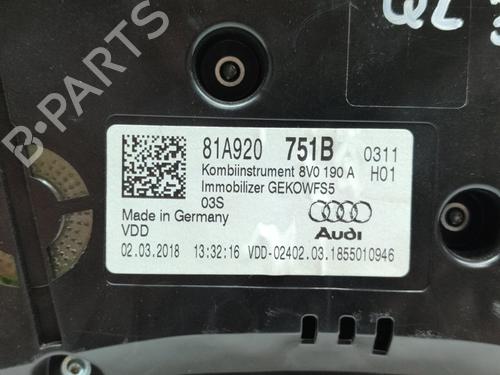 QL
B-PARTS
81A920 751B 0311
Kombiinstrument 8V0 190 A H01
Immobilizer GEKOWFS5
03S
Made in Germany
VDD
Audi
02.03.2018 13:32:16 VDD-02402.03.1855010946